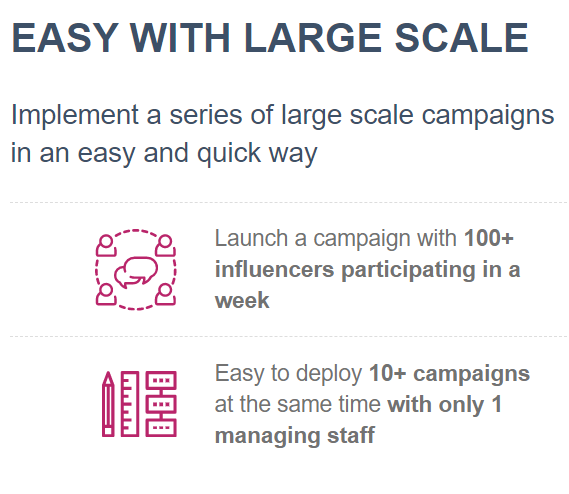 EASY WITH LARGE SCALE
Implement a series of large scale campaigns
in an easy and quick way
Launch a campaign with 100+
influencers participating in a
week
Easy to deploy 10+ campaigns
at the same time with only 1
managing staff